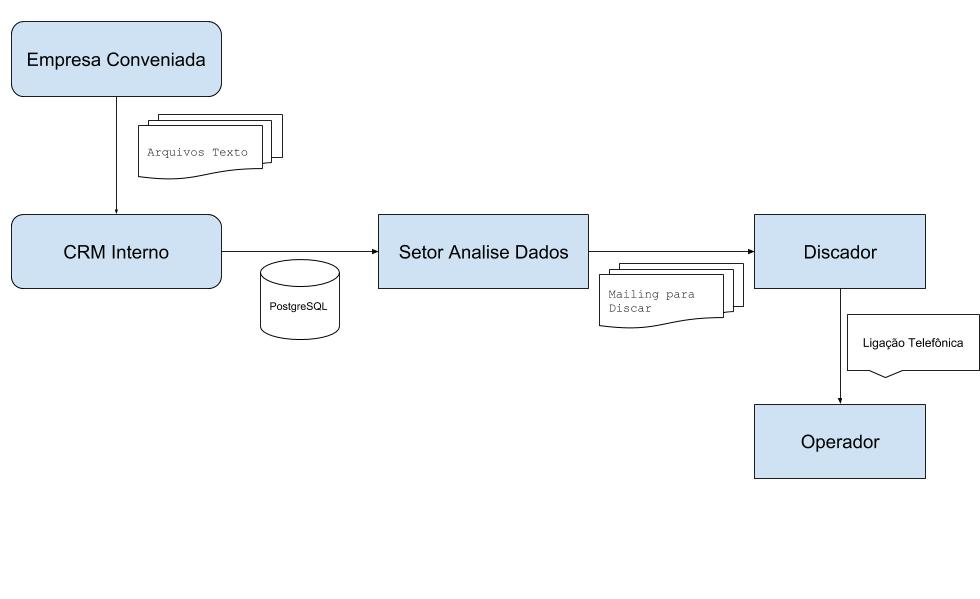 Empresa Conveniada
Arquivos Texto
CRM Interno
Setor Analise Dados
Discador
PostgreSQL
Mailing para
Discar
Ligação Telefônica
Operador